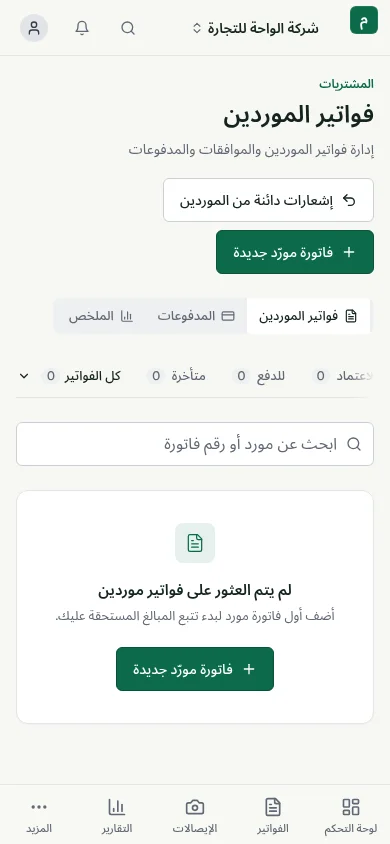 م
شركة الواحة للتجارة
المشتريات
فواتير الموردين
إدارة فواتير الموردين والموافقات والمدفوعات
إشعارات دائنة من الموردين
فاتورة مورّد جديدة
فواتير الموردين
المدفوعات
الملخص
لاعتماد 0
للدفع 0
متأخرة 0
كل الفواتير 0
ابحث عن مورد أو رقم فاتورة
لم يتم العثور على فواتير موردين
أضف أول فاتورة مورد لبدء تتبع المبالغ المستحقة عليك.
فاتورة مورّد جديدة
لوحة التحكم
الفواتير
الإيصالات
التقارير
المزيد